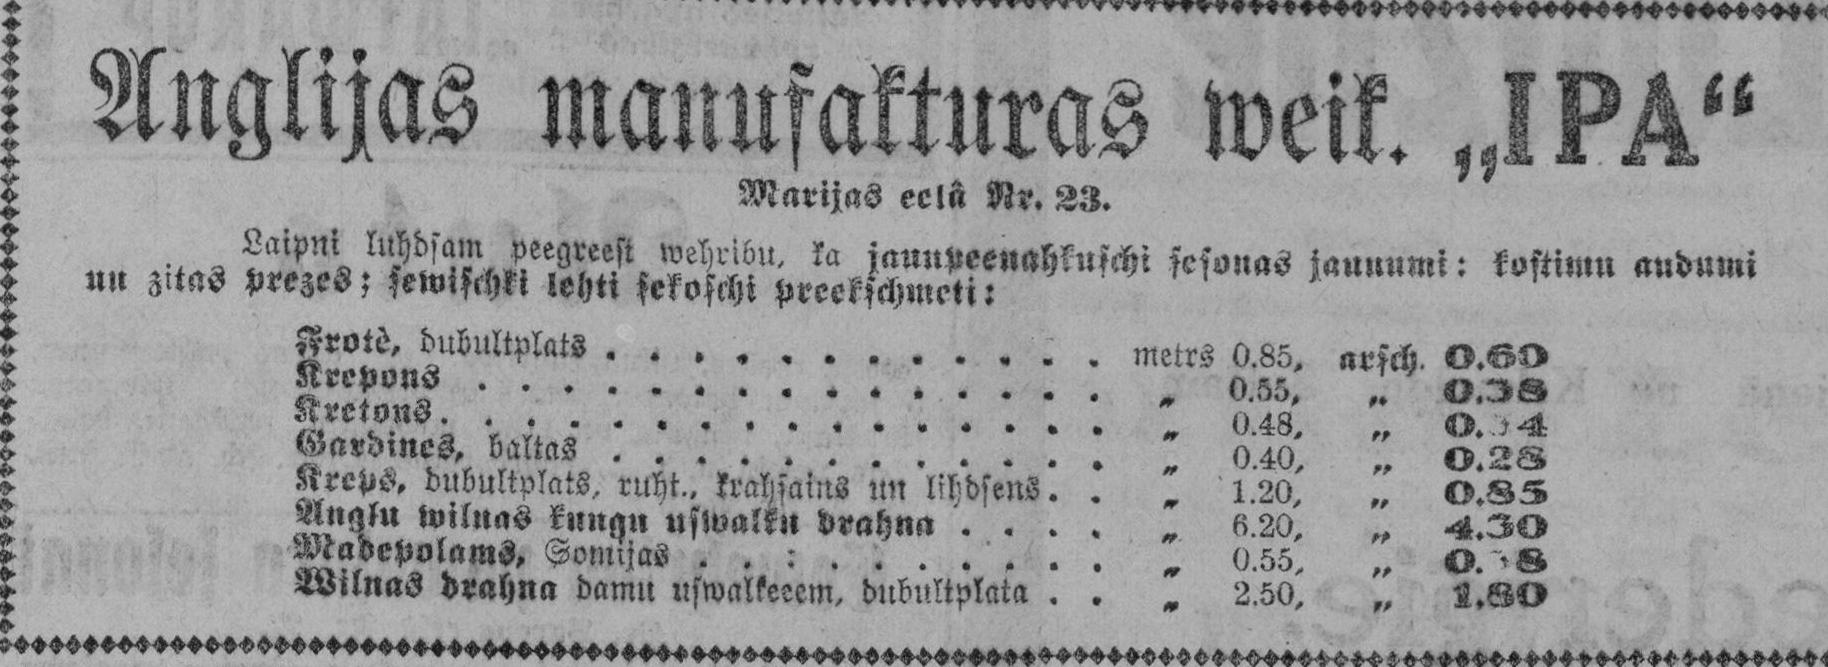 Anglijas manufakturas weik. „IPA“
Marijas eelâ Nr. 23.
Laipni luhdsam peegreest wehribu, ka jaunpeenahkuschi sesonas jaunumi: kostimu audumi
un zitas prezes; sewischki lehti sekoschi preekschmeti:
Frotè, dubultplats . . . . . . . . . . . . metrs 0.85, arsch. 0.60
Krepons . . . . . . . . . . . . . . . „ 0.55, „ 0.38
Kretons . . . . . . . . . . . . . . . . „ 0.48, „
Gardines, baltas . . . . . . . . . . . . „ 0.40, „ 0.28
Kreps, dubultplats, ruht., krahsains un lihdsens . . „ 1.20, „ 0.85
Anglu wilnas kungu uswalku drahna . . . . „ 6.20, „ 4.30
Madepolams, Somijas . . : . . . . . . . „ 0.55, „
Wilnas drahna damu uswalkeeem, dubultplata . . „ 2.50, „ 1.80